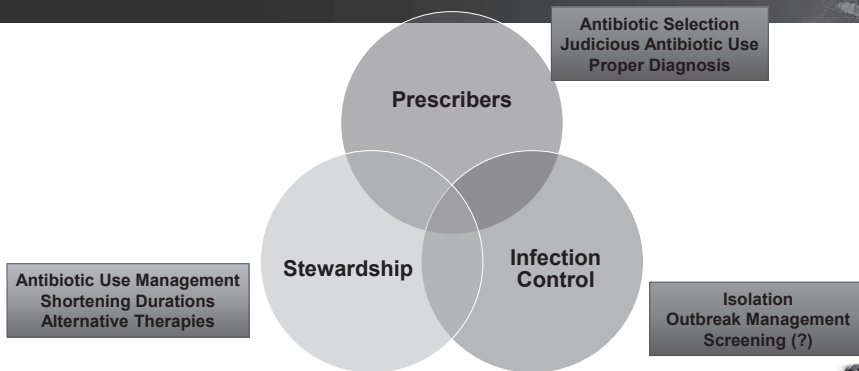 Antibiotic Selection
Judicious Antibiotic Use
Proper Diagnosis
Prescribers
Stewardship
Infection
Control
Antibiotic Use Management
Shortening Durations
Alternative Therapies
Isolation
Outbreak Management
Screening (?)